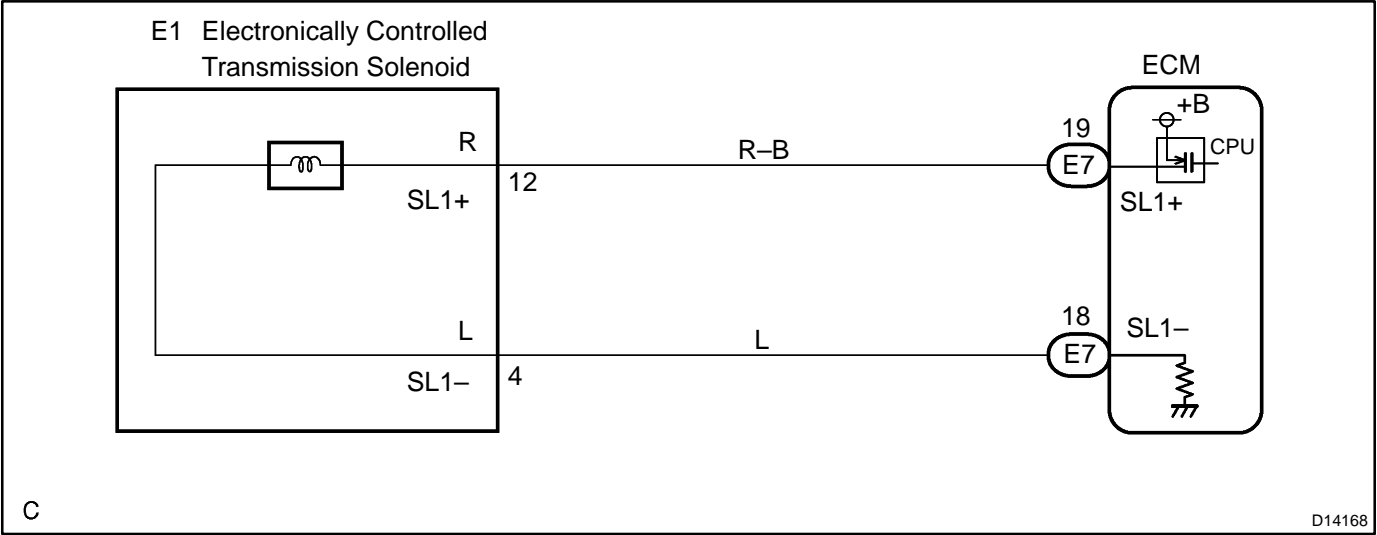 E1 Electronically Controlled
Transmission Solenoid
ECM
+B
CPU
R
SL1+
12
R–B
19
E7
SL1+
L
SL1–
4
L
18
E7
SL1–
C
D14168